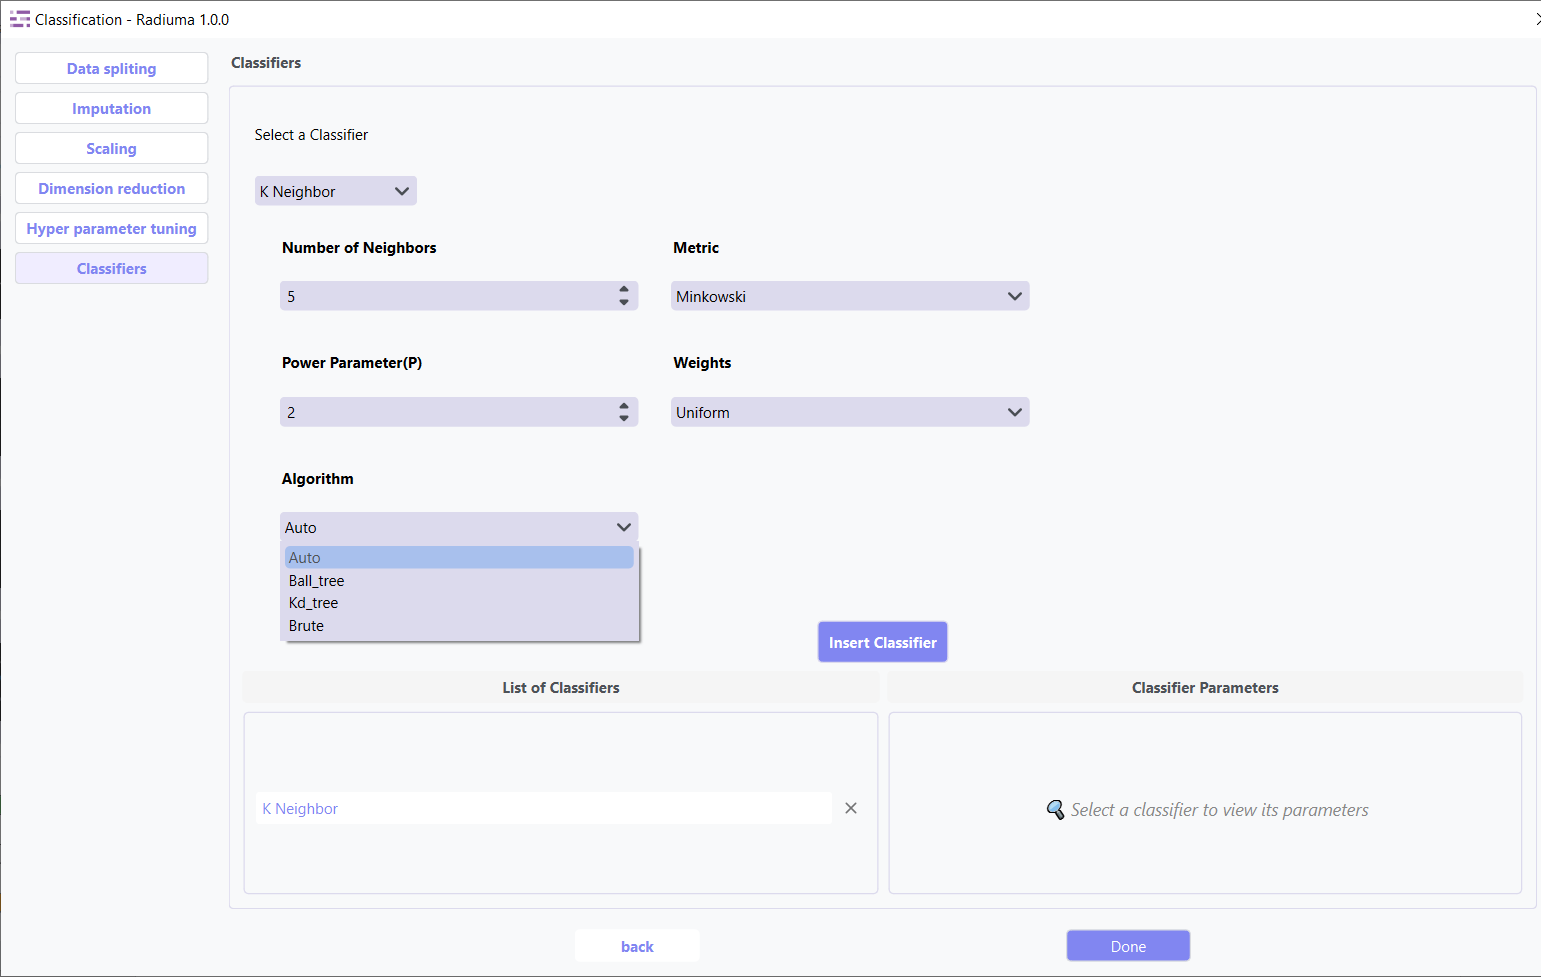 Classification - Radiuma 1.0.0
Data spliting
Imputation
Scaling
Dimension reduction
Hyper parameter tuning
Classifiers
Classifiers
Select a Classifier
K Neighbor
Number of Neighbors
Metric
5
Minkowski
Power Parameter(P)
Weights
2
Uniform
Algorithm
Auto
Auto
Ball_tree
Kd_tree
Brute
Insert Classifier
List of Classifiers
Classifier Parameters
K Neighbor
Select a classifier to view its parameters
back
Done